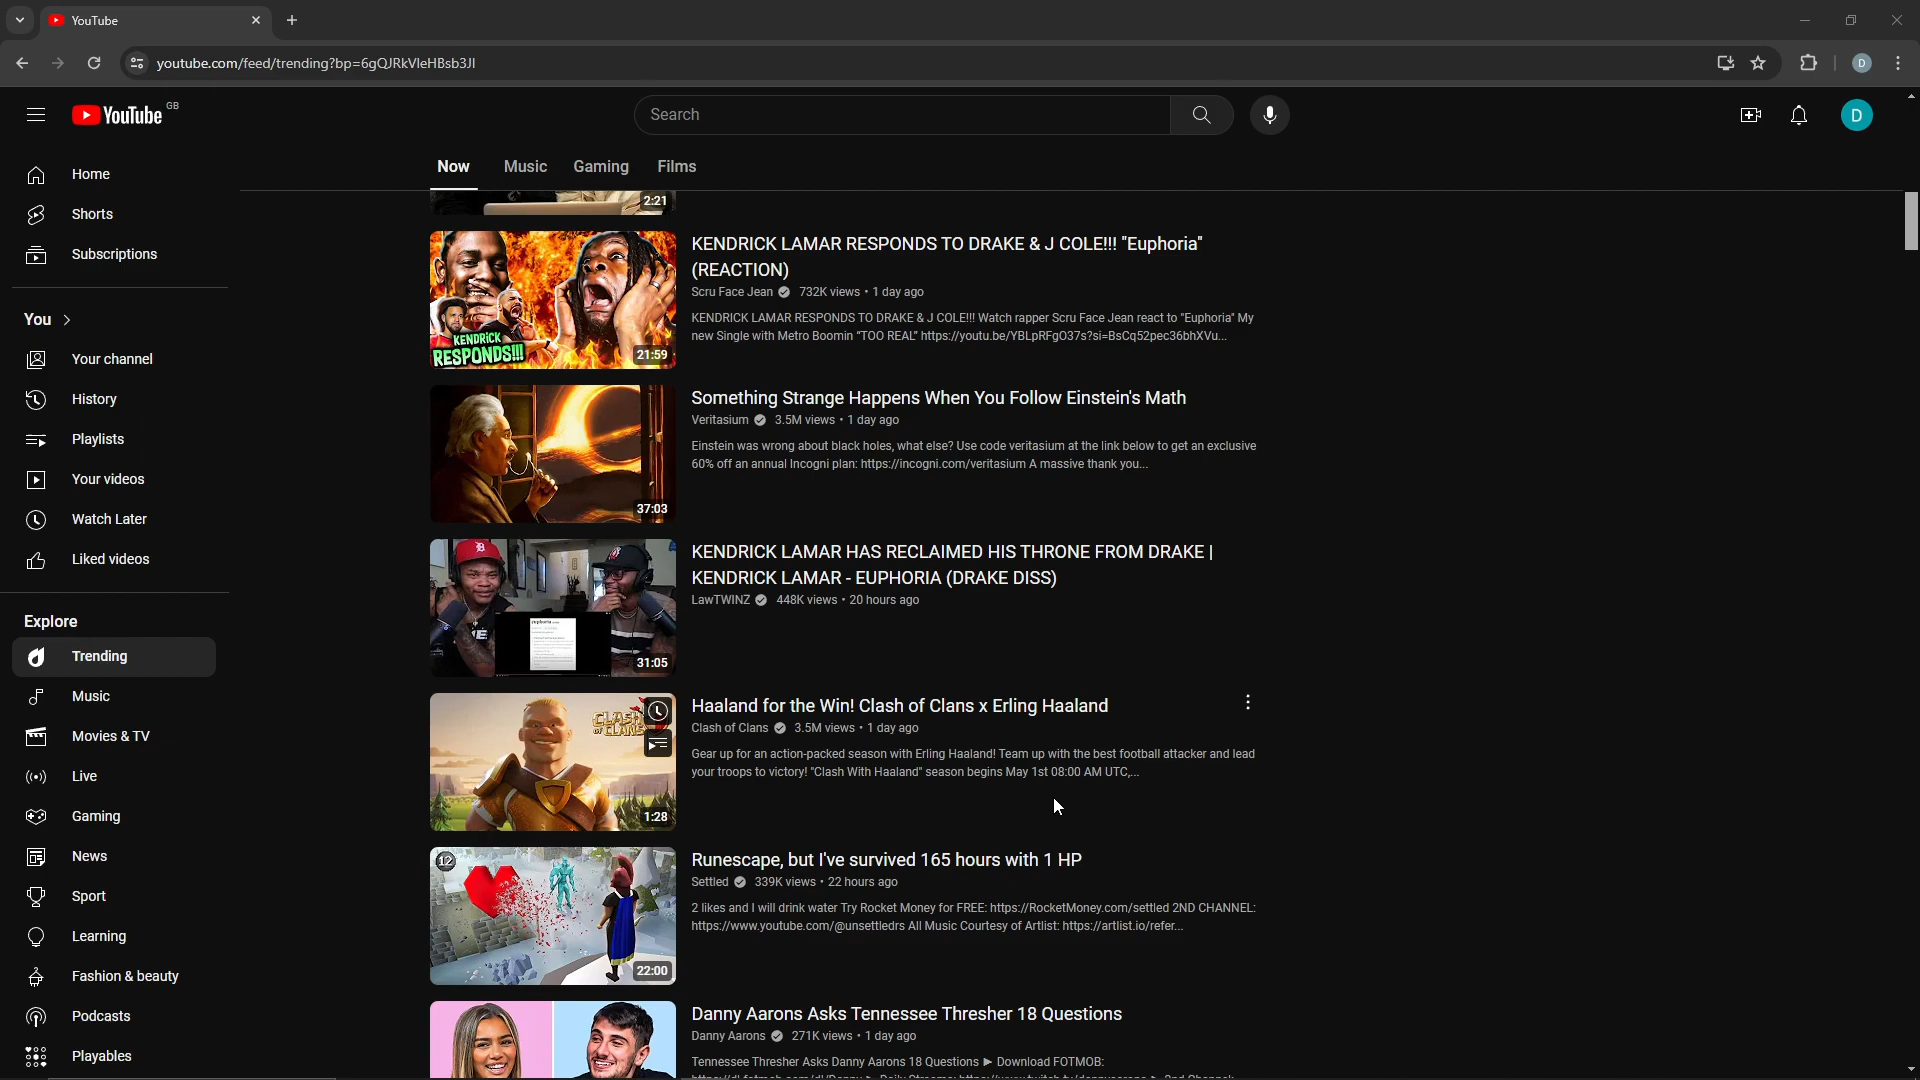 YouTube
youtube.com/feed/trending?bp=6gQJRkVleHBsb3Jl
D
YouTube GB
Search
D
Home
Shorts
Subscriptions
You
Your channel
History
Playlists
Your videos
Watch Later
Liked videos
Explore
Trending
Music
Movies & TV
Live
Gaming
News
Sport
Learning
Fashion & beauty
Podcasts
Playables
Now Music Gaming Films
2:21
KENDRICK
RESPONDS!!!
21:59
KENDRICK LAMAR RESPONDS TO DRAKE & J COLE!!! "Euphoria"
(REACTION)
Scru Face Jean 732K views • 1 day ago
KENDRICK LAMAR RESPONDS TO DRAKE & J COLE!!! Watch rapper Scru Face Jean react to "Euphoria" My
new Single with Metro Boomin "TOO REAL" https://youtu.be/YBLpRFgO37s?si=BsCq52pec36bhXVu...
37:03
Something Strange Happens When You Follow Einstein's Math
Veritasium 3.5M views • 1 day ago
Einstein was wrong about black holes, what else? Use code veritasium at the link below to get an exclusive
60% off an annual Incogni plan: https://incogni.com/veritasium A massive thank you...
31:05
KENDRICK LAMAR HAS RECLAIMED HIS THRONE FROM DRAKE |
KENDRICK LAMAR - EUPHORIA (DRAKE DISS)
LawTWINZ 448K views • 20 hours ago
CLASH
OF CLANS
1:28
Haaland for the Win! Clash of Clans x Erling Haaland
Clash of Clans 3.5M views • 1 day ago
Gear up for an action-packed season with Erling Haaland! Team up with the best football attacker and lead
your troops to victory! "Clash With Haaland" season begins May 1st 08:00 AM UTC,...
12
22:00
Runescape, but I've survived 165 hours with 1 HP
Settled 339K views • 22 hours ago
2 likes and I will drink water Try Rocket Money for FREE: https://RocketMoney.com/settled 2ND CHANNEL:
https://www.youtube.com/@unsettledrs All Music Courtesy of Artlist: https://artlist.io/refer...
Danny Aarons Asks Tennessee Thresher 18 Questions
Danny Aarons 271K views • 1 day ago
Tennessee Thresher Asks Danny Aarons 18 Questions ► Download FOTMOB: